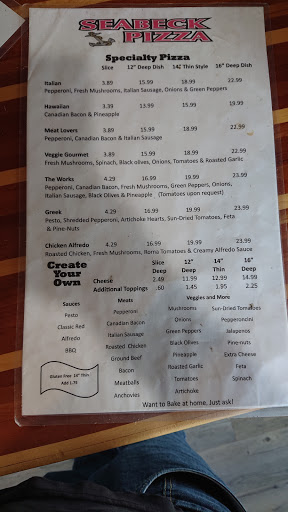 SEABECK
PIZZA
Specialty Pizza
Slice 12" Deep Dish 14" Thin Style 16" Deep Dish
Italian 3.89 15.99 18.99 22.99
Pepperoni, Fresh Mushrooms, Italian Sausage, Onions & Green Peppers
Hawaiian 3.39 13.99 15.99 19.99
Canadian Bacon & Pineapple
Meat Lovers 3.89 15.99 18.99 22.99
Pepperoni, Canadian Bacon & Italian Sausage
Veggie Gourmet 3.89 15.99 18.99 22.99
Fresh Mushrooms, Spinach, Black olives, Onions, Tomatoes & Roasted Garlic
The Works 4.29 16.99 19.99 23.99
Pepperoni, Canadian Bacon, Fresh Mushrooms, Green Peppers, Onions,
Italian Sausage, Black Olives & Pineapple (Tomatoes upon request)
Greek 4.29 16.99 19.99 23.99
Pesto, Shredded Pepperoni, Artichoke Hearts, Sun-Dried Tomatoes, Feta
& Pine-Nuts
Chicken Alfredo 4.29 16.99 19.99 23.99
Roasted Chicken, Fresh Mushrooms, Roma Tomatoes & Creamy Alfredo Sauce
Create Your Own
Slice 12" 14" 16"
Deep Deep Thin Deep
Cheese 2.49 11.99 12.99 14.99
Additional Toppings .60 1.45 1.95 2.25
Sauces
Pesto
Classic Red
Alfredo
BBQ
Gluten Free 10" thin
Add 1.75
Meats
Pepperoni
Canadian Bacon
Italian Sausage
Roasted Chicken
Ground Beef
Bacon
Meatballs
Anchovies
Veggies and More
Mushrooms Sun-Dried Tomatoes
Onions Pepperoncini
Green Peppers Jalapenos
Black Olives Pine-nuts
Pineapple Extra Cheese
Roasted Garlic Feta
Tomatoes Spinach
Artichoke
Want to Bake at home. Just ask!